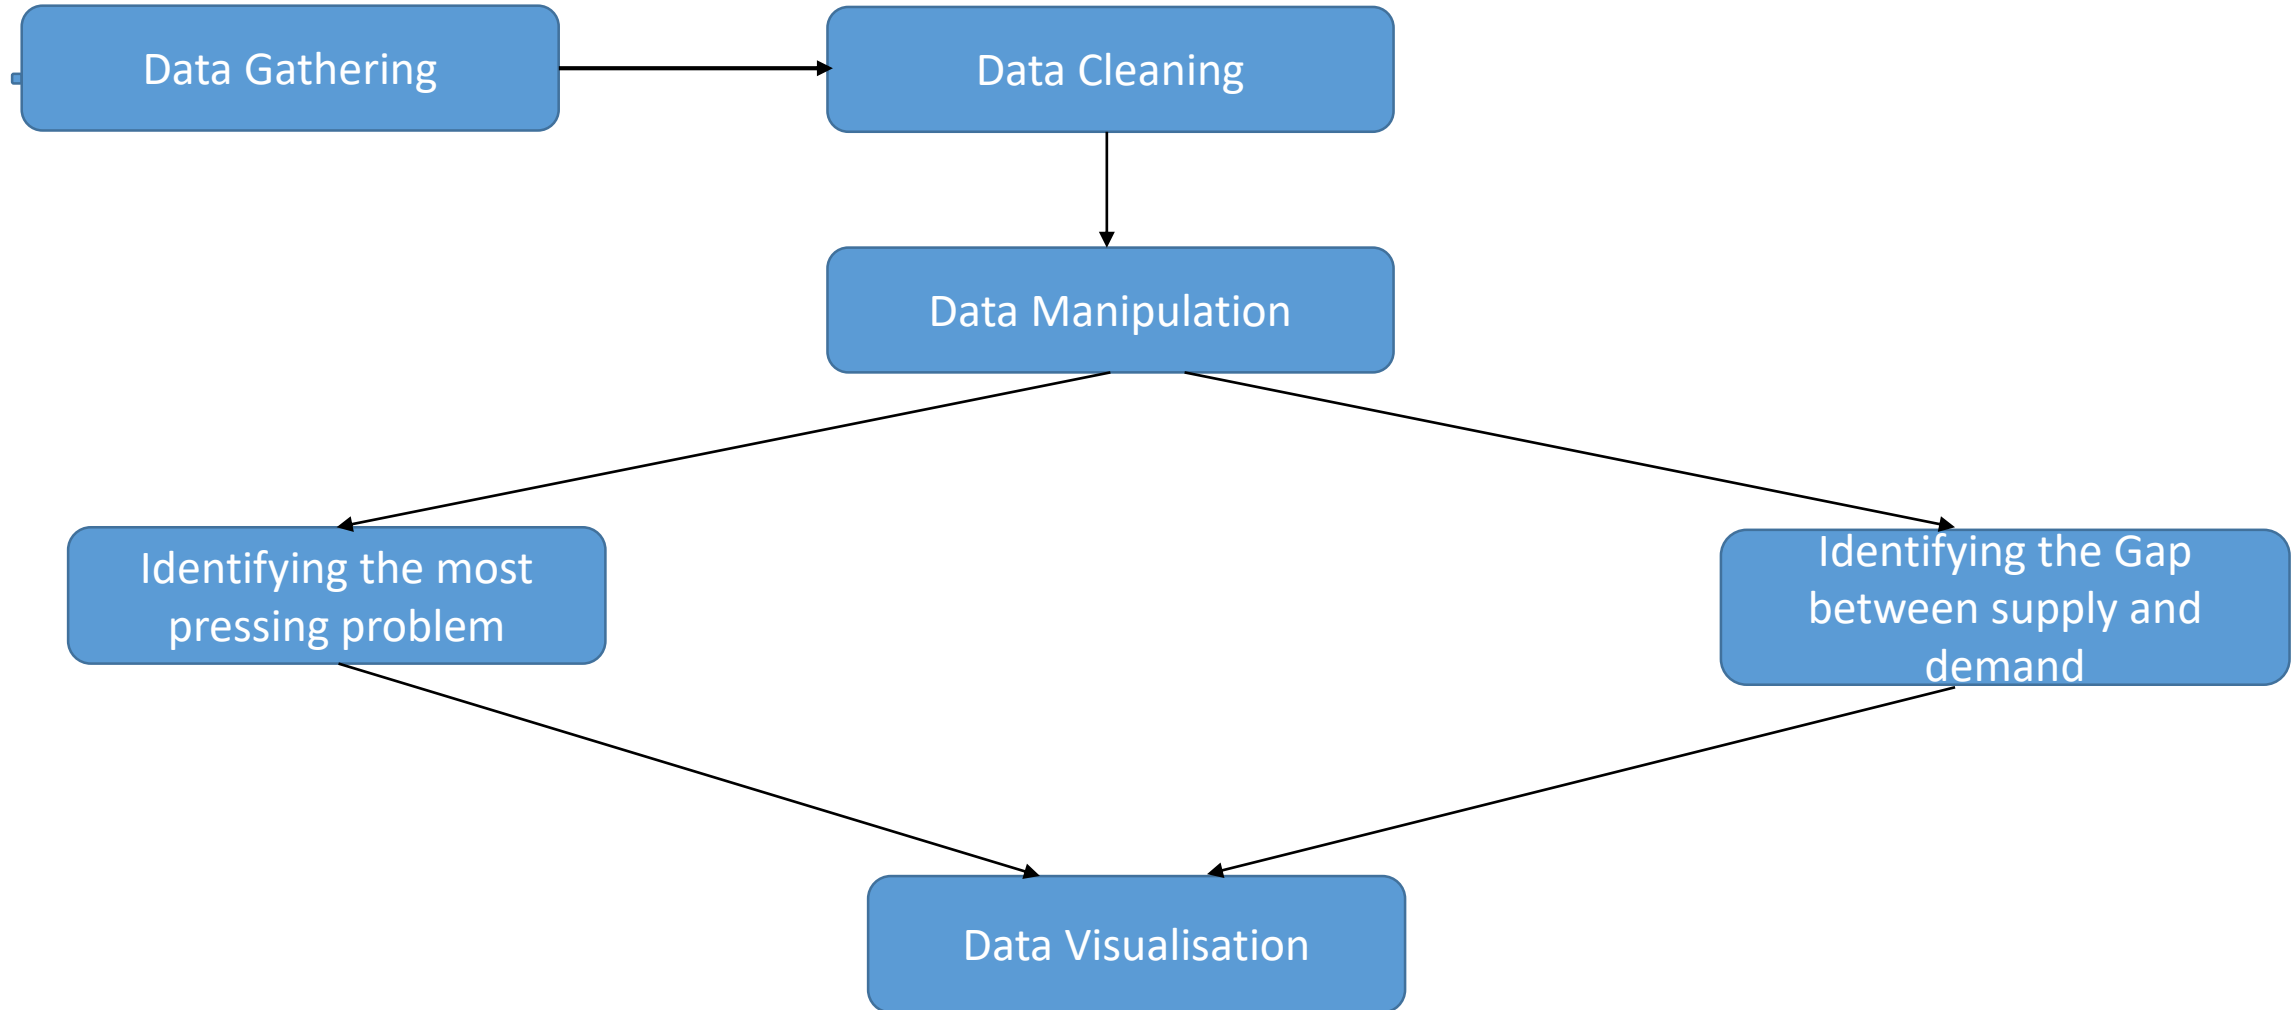 Data Gathering
Data Cleaning
Data Manipulation
Identifying the most
pressing problem
Identifying the Gap
between supply and
demand
Data Visualisation